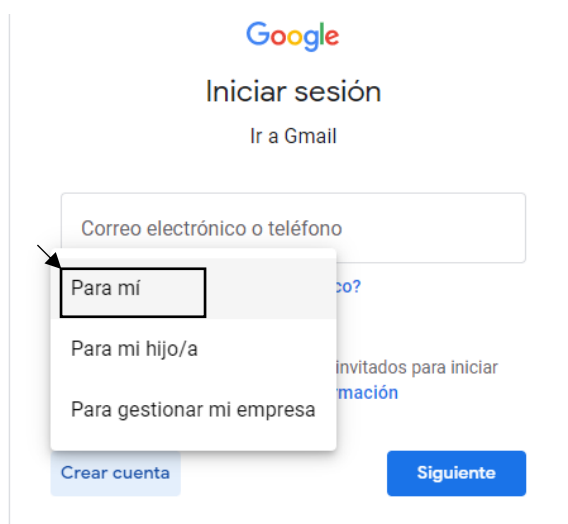 Google
Iniciar sesión
Ir a Gmail
Correo electrónico o teléfono
Para mí
co?
Para mi hijo/a
invitados para iniciar
rmación
Para gestionar mi empresa
Crear cuenta
Siguiente